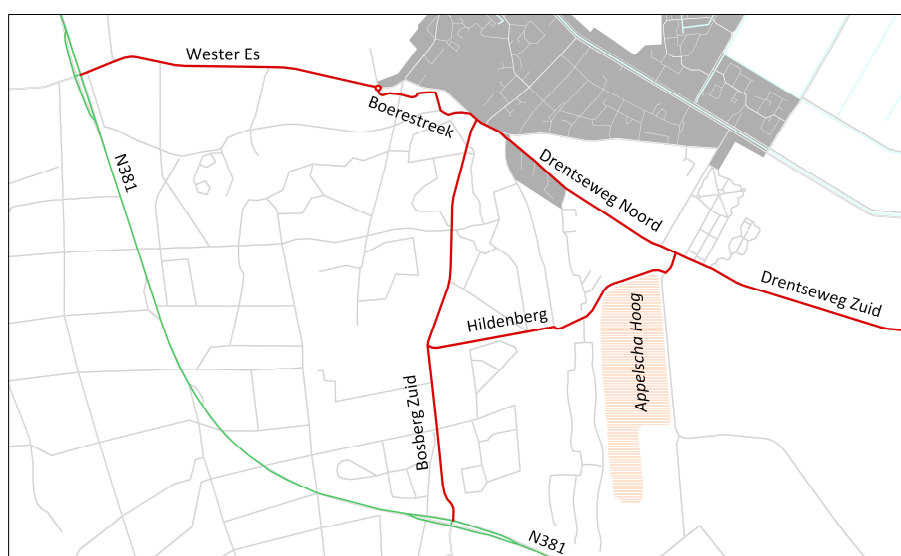 Wester Es
Boerestreek
N381
Drentseweg Noord
Drentseweg Zuid
Hildenberg
Appelscha Hoog
Bosberg Zuid
N381